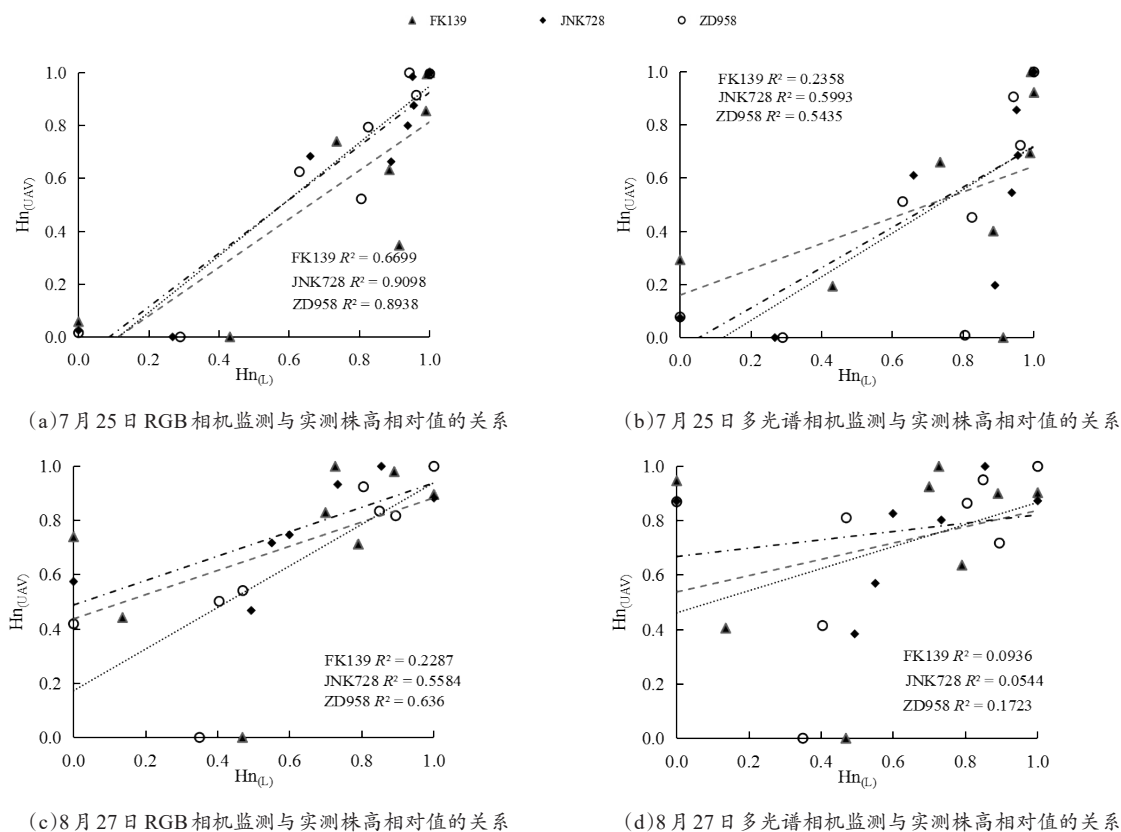 FK139 JNK728 ZD958
1.0
0.8
0.6
0.4
0.2
0.0
Hn(UAV)
FK139 R² = 0.6699
JNK728 R² = 0.9098
ZD958 R² = 0.8938
0.0 0.2 0.4 0.6 0.8 1.0
Hn(L)
(a)7月25日RGB相机监测与实测株高相对值的关系
1.0
0.8
0.6
0.4
0.2
0.0
Hn(UAV)
FK139 R² = 0.2358
JNK728 R² = 0.5993
ZD958 R² = 0.5435
0.0 0.2 0.4 0.6 0.8 1.0
Hn(L)
(b)7月25日多光谱相机监测与实测株高相对值的关系
1.0
0.8
0.6
0.4
0.2
0.0
Hn(UAV)
FK139 R² = 0.2287
JNK728 R² = 0.5584
ZD958 R² = 0.636
0.0 0.2 0.4 0.6 0.8 1.0
Hn(L)
(c)8月27日RGB相机监测与实测株高相对值的关系
1.0
0.8
0.6
0.4
0.2
0.0
Hn(UAV)
FK139 R² = 0.0936
JNK728 R² = 0.0544
ZD958 R² = 0.1723
0.0 0.2 0.4 0.6 0.8 1.0
Hn(L)
(d)8月27日多光谱相机监测与实测株高相对值的关系